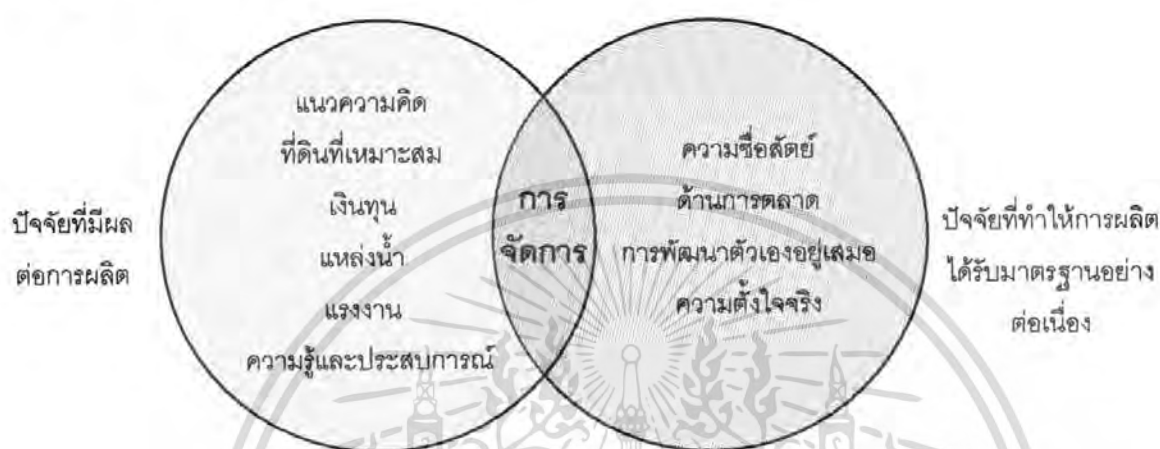 ปัจจัยที่มีผล
ต่อการผลิต
แนวความคิด
ที่ดินที่เหมาะสม
เงินทุน
แหล่งน้ำ
แรงงาน
ความรู้และประสบการณ์
การ
จัดการ
ความซื่อสัตย์
ด้านการตลาด
การพัฒนาตัวเองอยู่เสมอ
ความตั้งใจจริง
ปัจจัยที่ทำให้การผลิต
ได้รับมาตรฐานอย่าง
ต่อเนื่อง